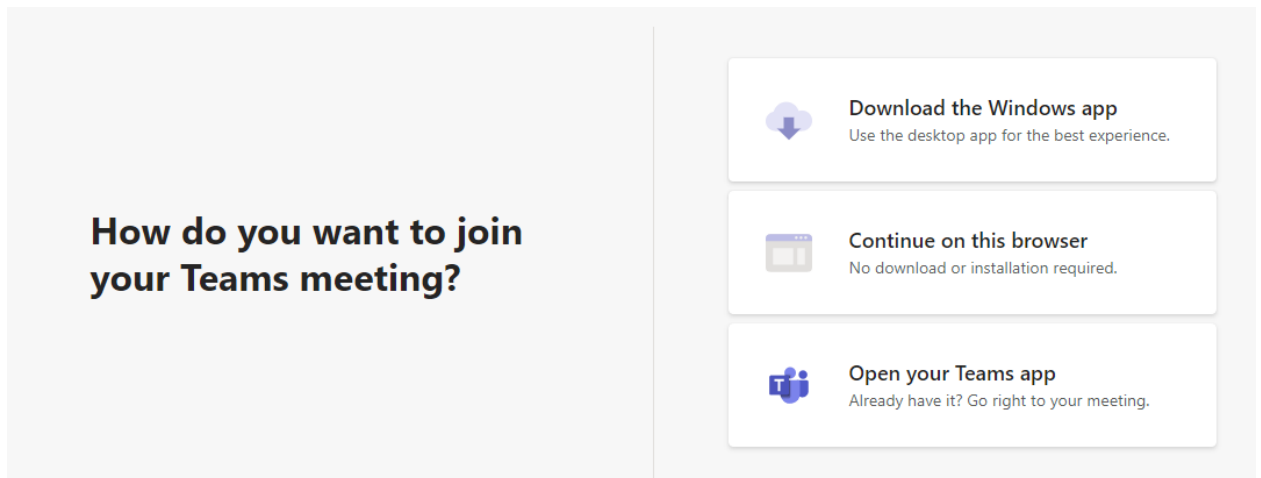 How do you want to join
your Teams meeting?
Download the Windows app
Use the desktop app for the best experience.
Continue on this browser
No download or installation required.
T
Open your Teams app
Already have it? Go right to your meeting.